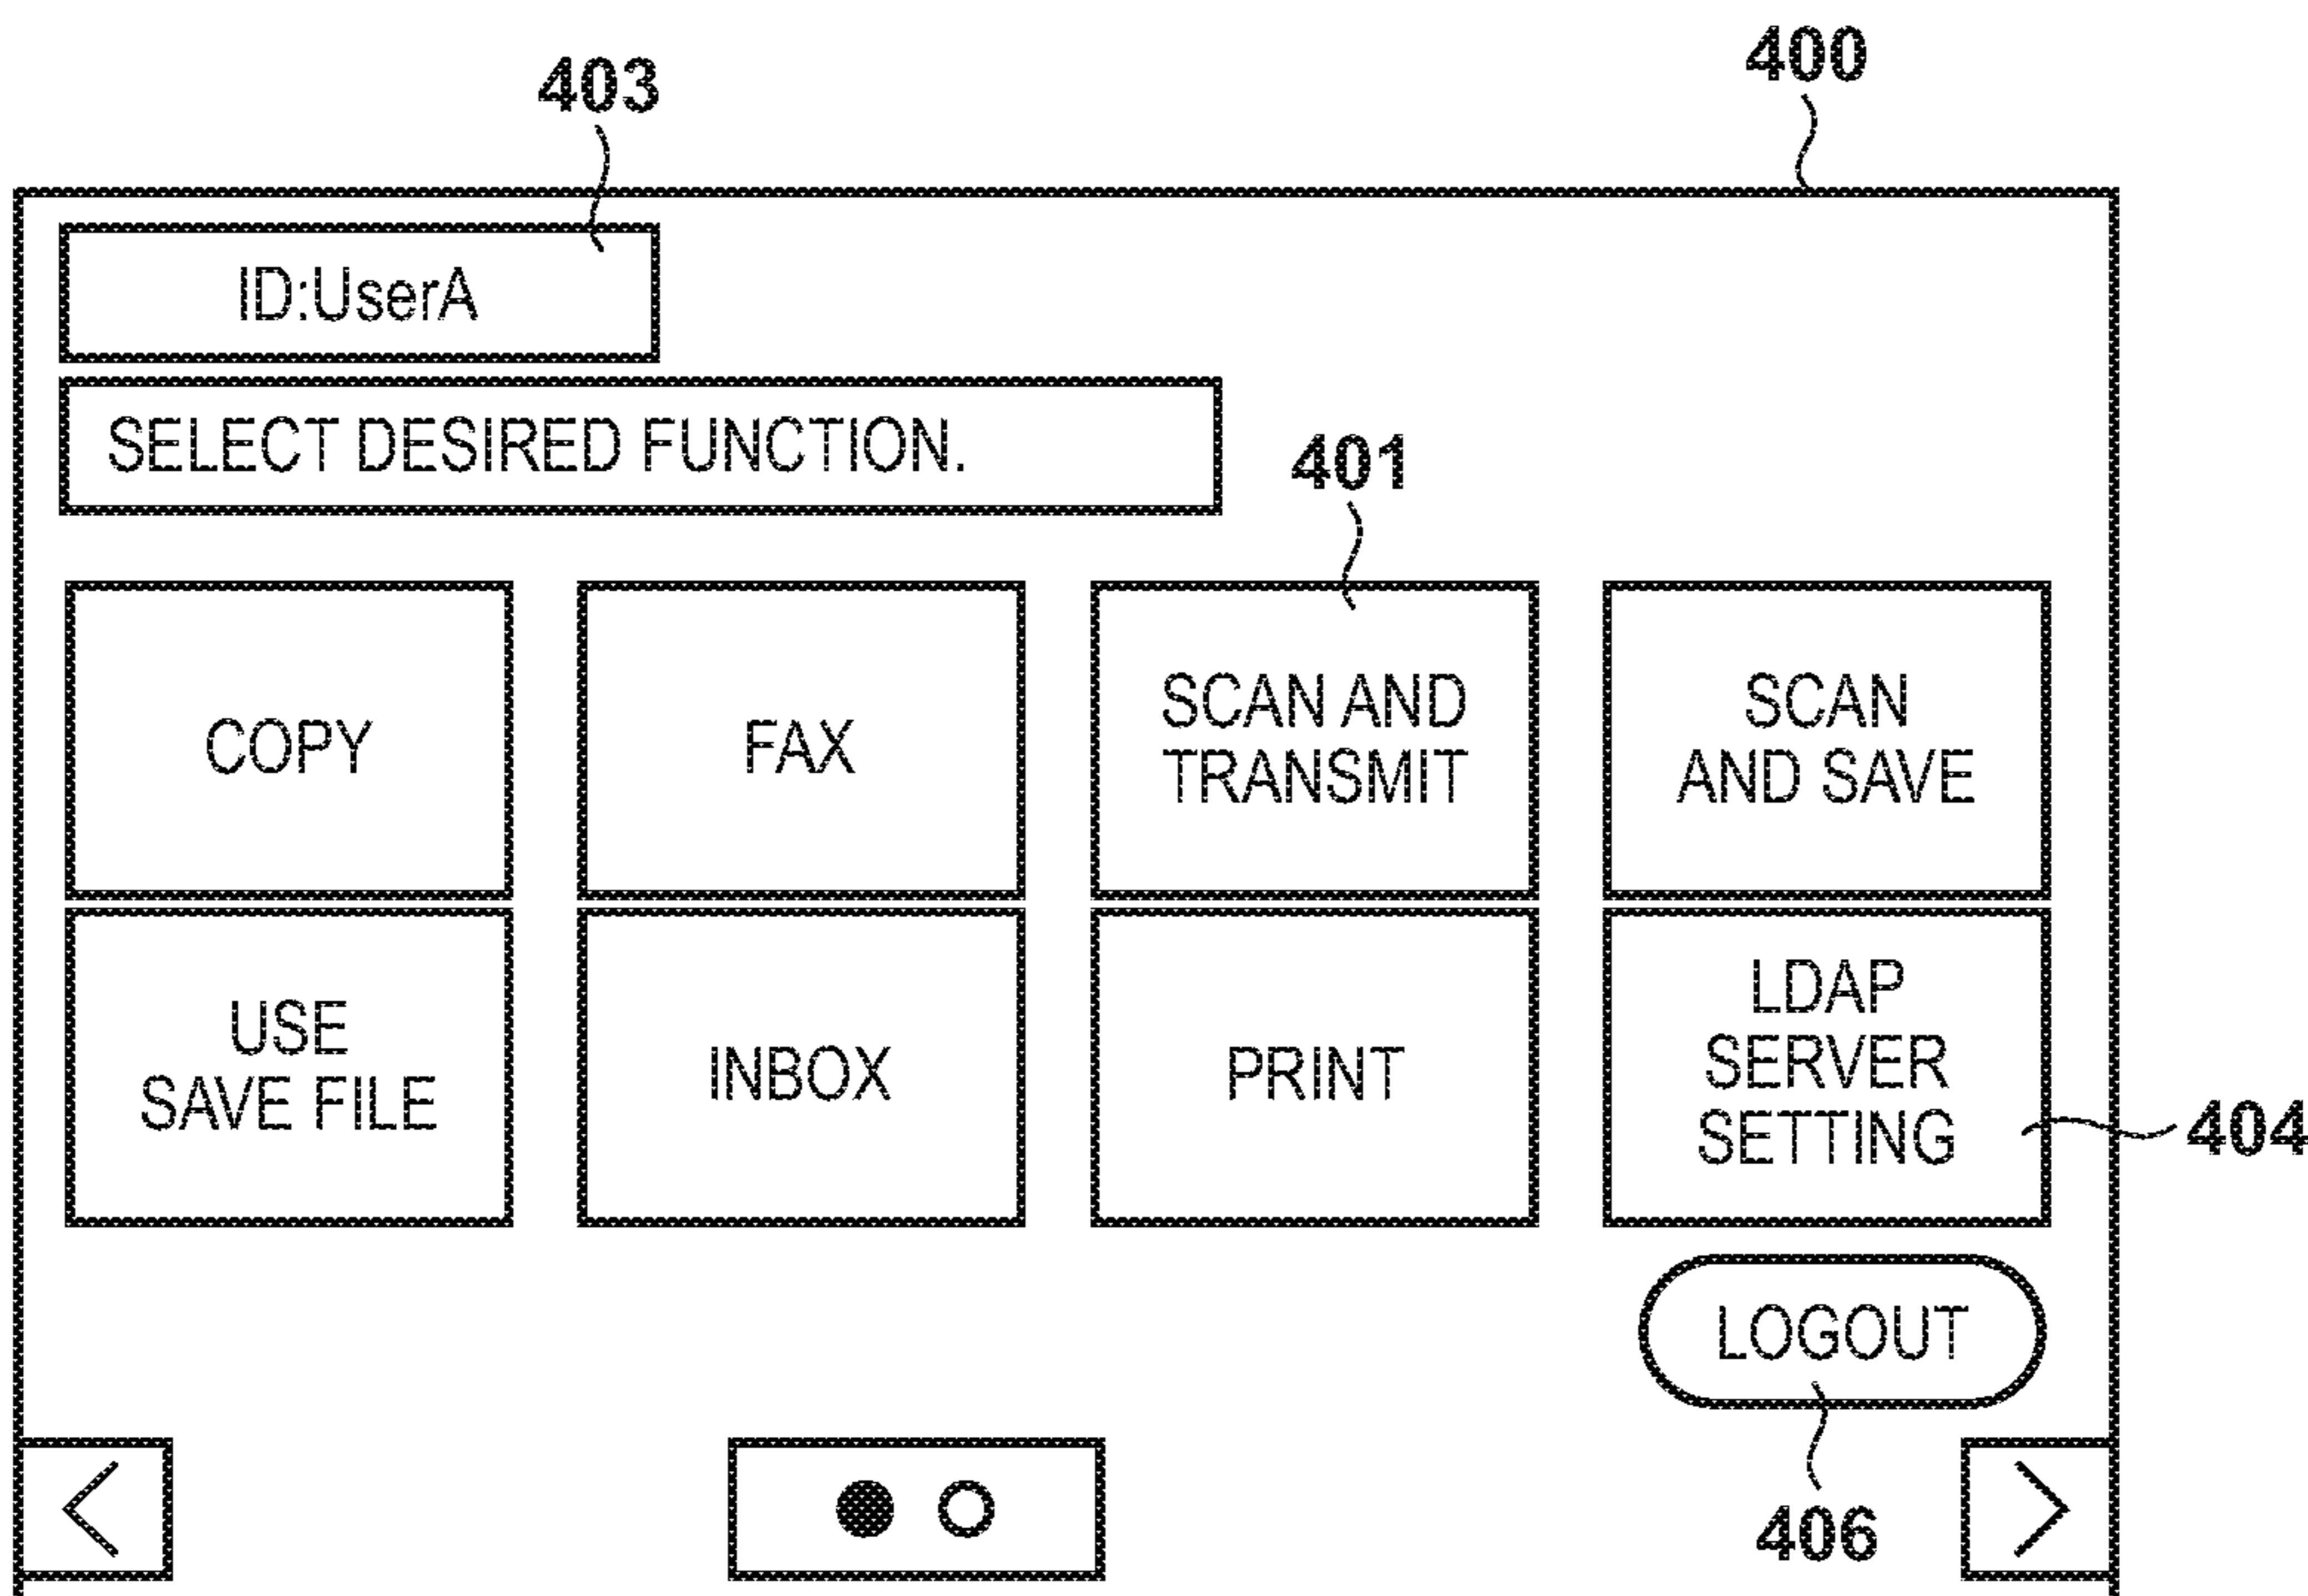 403
400
ID:UserA
SELECT DESIRED FUNCTION.
401
COPY
FAX
SCAN AND
TRANSMIT
SCAN
AND SAVE
USE
SAVE FILE
INBOX
PRINT
LDAP
SERVER
SETTING
404
LOGOUT
406